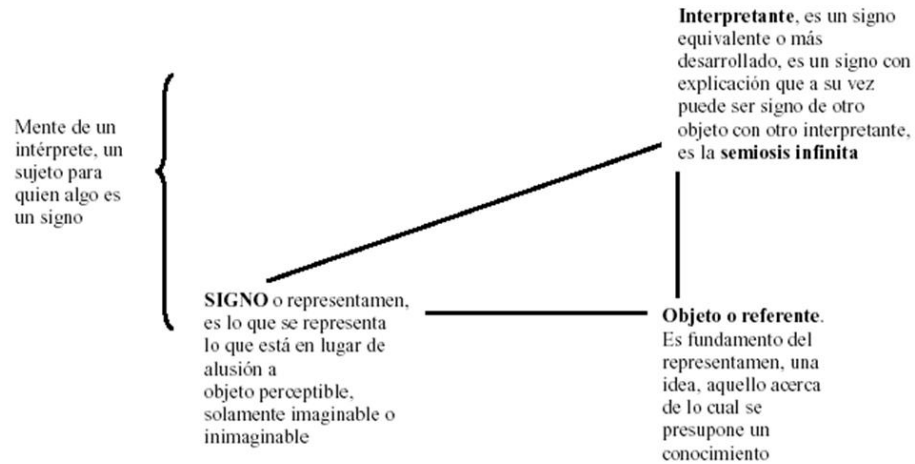 Interpretante, es un signo
equivalente o más
desarrollado, es un signo con
explicación que a su vez
puede ser signo de otro
objeto con otro interpretante,
es la semiosis infinita
Mente de un
intérprete, un
sujeto para
quien algo es
un signo
SIGNO o representamen,
es lo que se representa
lo que está en lugar de
alusión a
objeto perceptible,
solamente imaginable o
inimaginable
Objeto o referente.
Es fundamento del
representamen, una
idea, aquello acerca
de lo cual se
presupone un
conocimiento